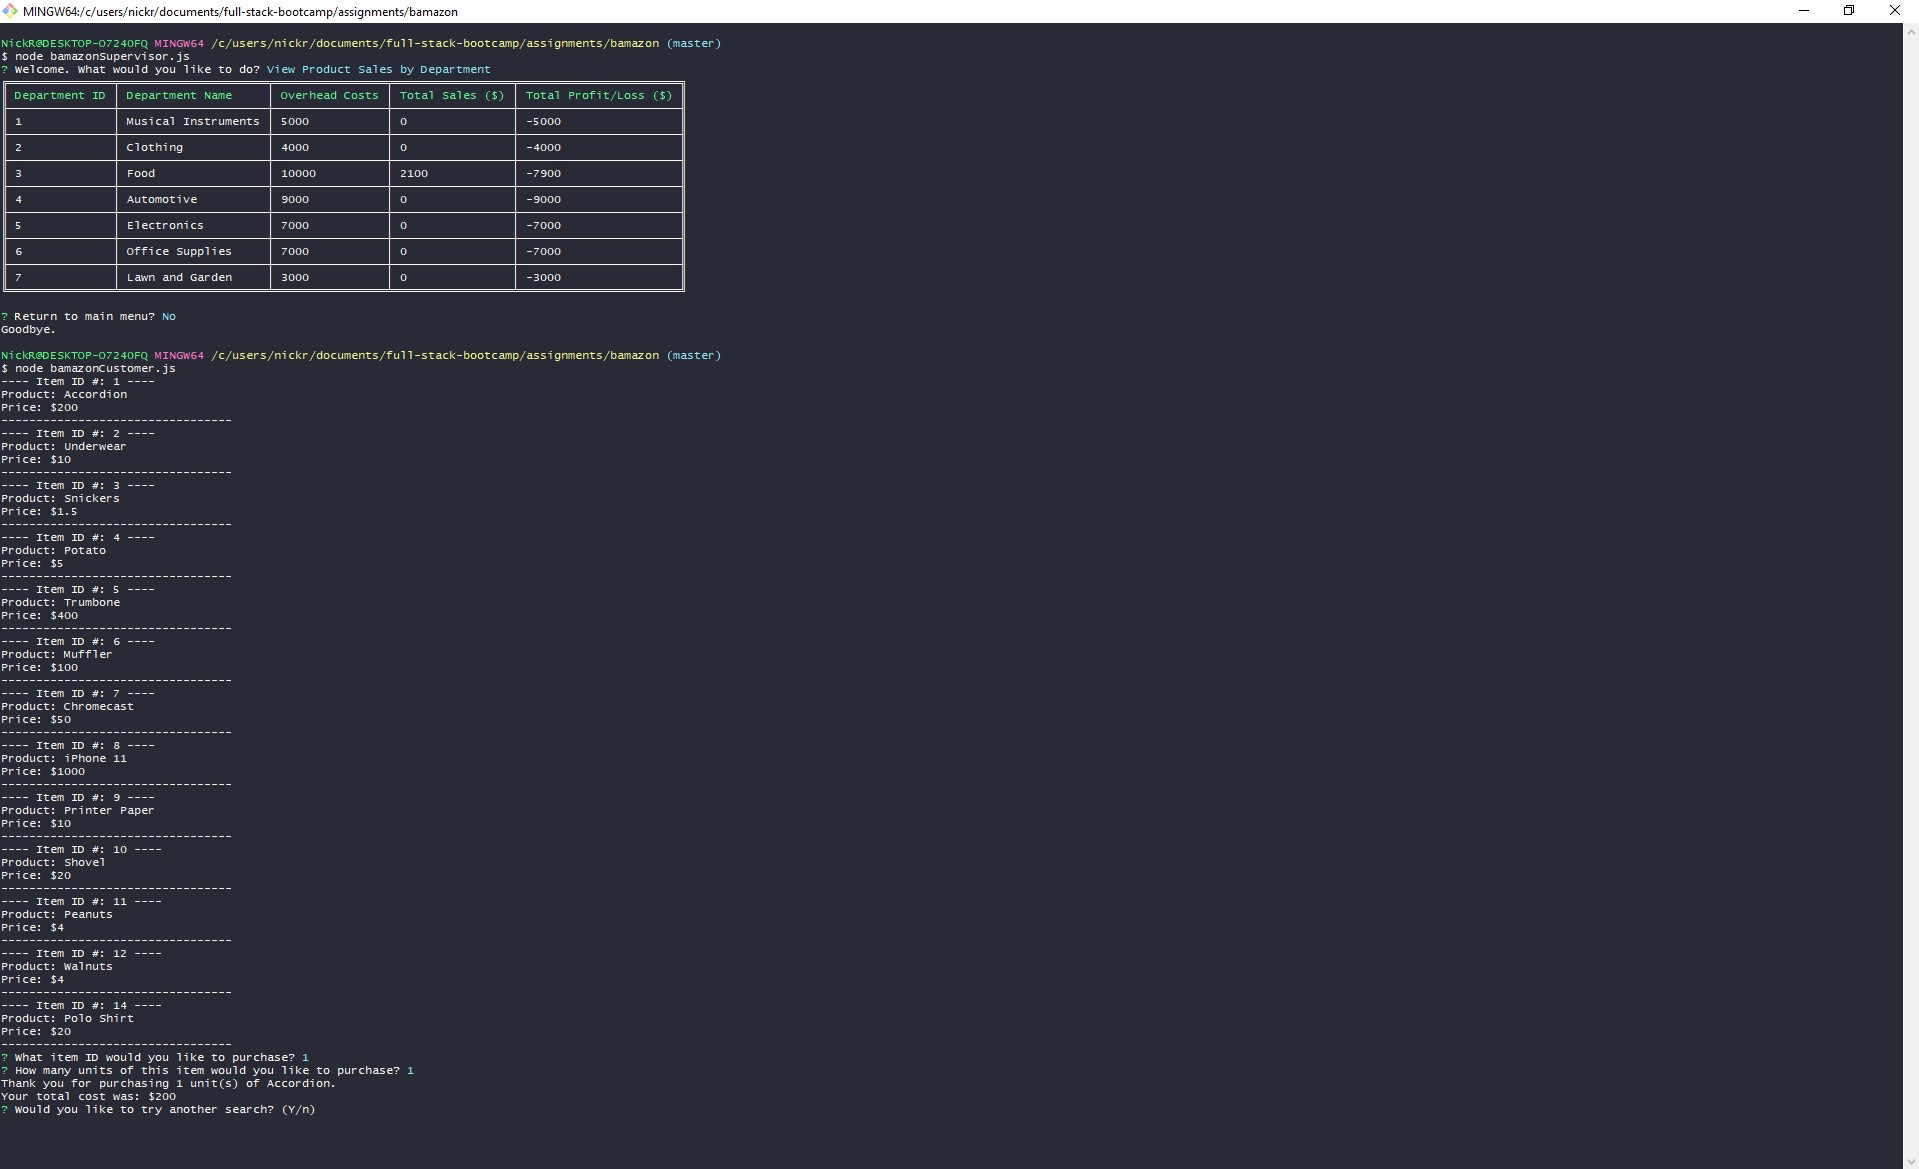 MINGW64:/c/users/nickr/documents/full-stack-bootcamp/assignments/bamazon
NickR@DESKTOP-O724OFQ MINGW64 /c/users/nickr/documents/full-stack-bootcamp/assignments/bamazon (master)
$ node bamazonSupervisor.js
? Welcome. What would you like to do? View Product Sales by Department
Department ID Department Name Overhead Costs Total Sales ($) Total Profit/Loss ($)
1 Musical Instruments 5000 0 -5000
2 Clothing 4000 0 -4000
3 Food 10000 2100 -7900
4 Automotive 9000 0 -9000
5 Electronics 7000 0 -7000
6 Office Supplies 7000 0 -7000
7 Lawn and Garden 3000 0 -3000
? Return to main menu? No
Goodbye.
NickR@DESKTOP-O724OFQ MINGW64 /c/users/nickr/documents/full-stack-bootcamp/assignments/bamazon (master)
$ node bamazonCustomer.js
---- Item ID #: 1 ----
Product: Accordion
Price: $200
---------------------------------
---- Item ID #: 2 ----
Product: Underwear
Price: $10
---------------------------------
---- Item ID #: 3 ----
Product: Snickers
Price: $1.5
---------------------------------
---- Item ID #: 4 ----
Product: Potato
Price: $5
---------------------------------
---- Item ID #: 5 ----
Product: Trumbone
Price: $400
---------------------------------
---- Item ID #: 6 ----
Product: Muffler
Price: $100
---------------------------------
---- Item ID #: 7 ----
Product: Chromecast
Price: $50
---------------------------------
---- Item ID #: 8 ----
Product: iPhone 11
Price: $1000
---------------------------------
---- Item ID #: 9 ----
Product: Printer Paper
Price: $10
---------------------------------
---- Item ID #: 10 ----
Product: Shovel
Price: $20
---------------------------------
---- Item ID #: 11 ----
Product: Peanuts
Price: $4
---------------------------------
---- Item ID #: 12 ----
Product: Walnuts
Price: $4
---------------------------------
---- Item ID #: 14 ----
Product: Polo Shirt
Price: $20
---------------------------------
? What item ID would you like to purchase? 1
? How many units of this item would you like to purchase? 1
Thank you for purchasing 1 unit(s) of Accordion.
Your total cost was: $200
? Would you like to try another search? (Y/n)